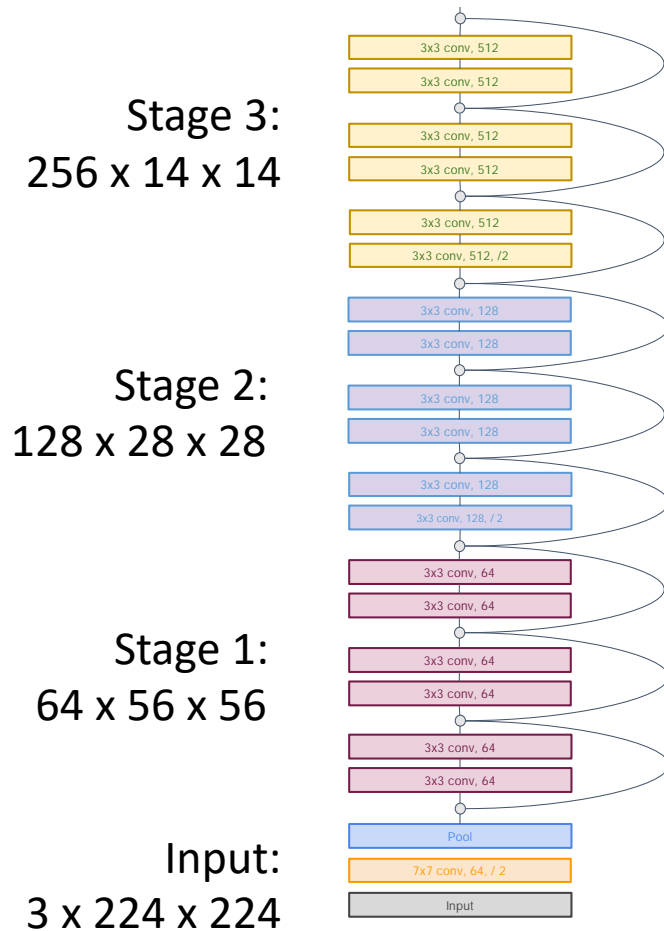 3x3 conv, 512
3x3 conv, 512
Stage 3:
256 x 14 x 14
3x3 conv, 512
3x3 conv, 512
3x3 conv, 512
3x3 conv, 512, /2
3x3 conv, 128
3x3 conv, 128
Stage 2:
128 x 28 x 28
3x3 conv, 128
3x3 conv, 128
3x3 conv, 128
3x3 conv, 128, / 2
3x3 conv, 64
3x3 conv, 64
Stage 1:
64 x 56 x 56
3x3 conv, 64
3x3 conv, 64
3x3 conv, 64
3x3 conv, 64
Input:
3 x 224 x 224
Pool
7x7 conv, 64, / 2
Input